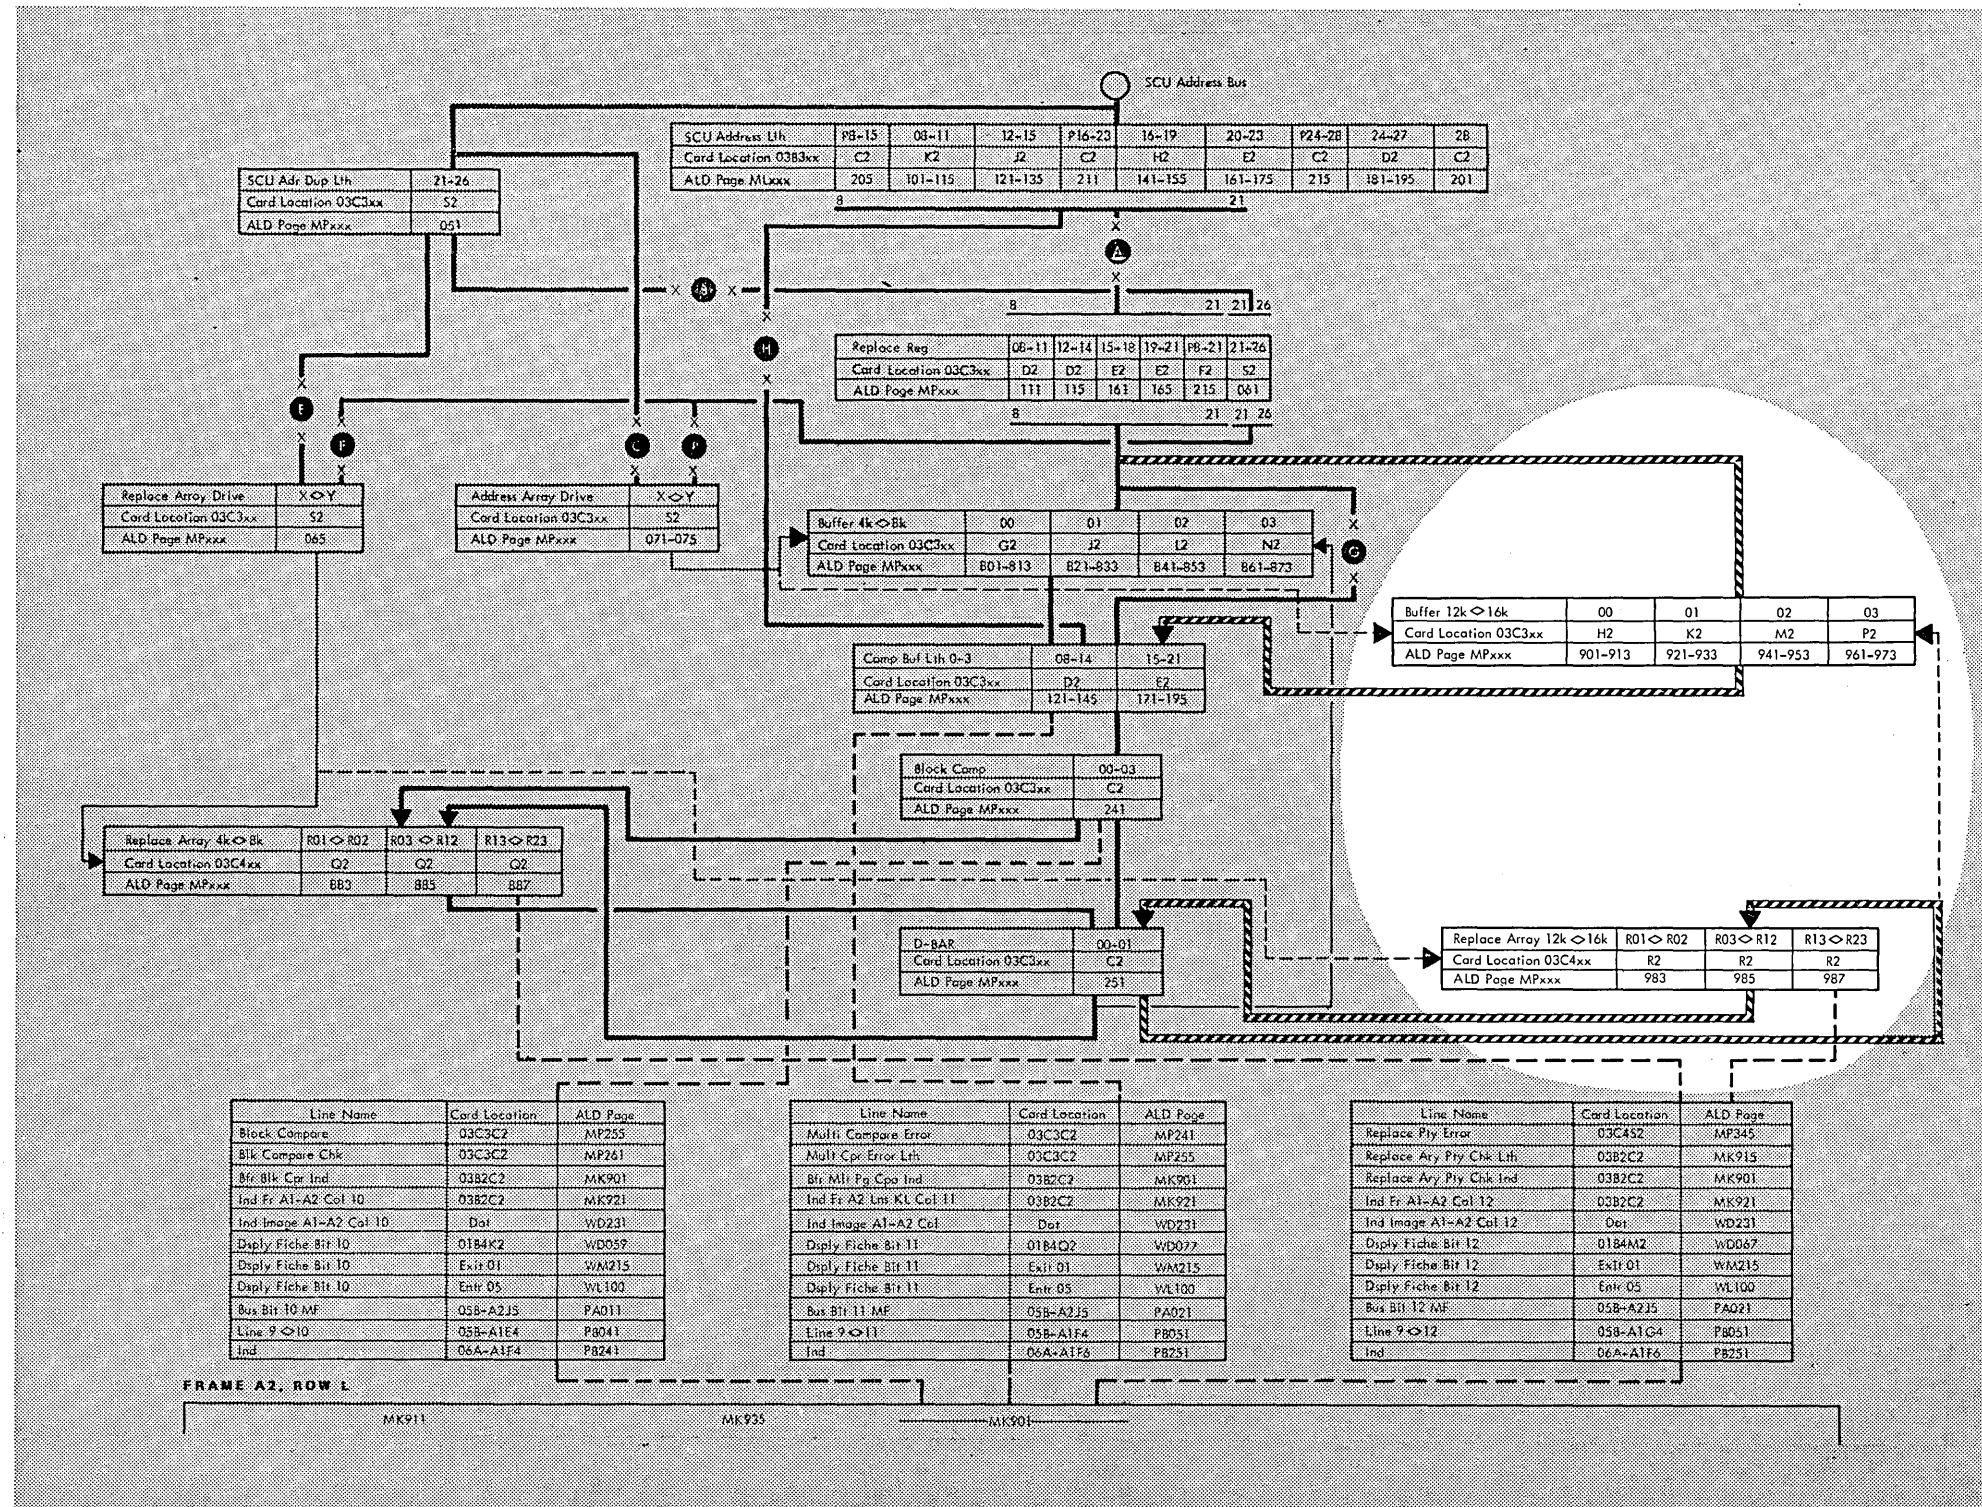 SCU Address Bus
SCU Address Lth P8-15 08-11 12-15 P16-23 16-19 20-23 P24-28 24-27 28
Card Location 03B3xx C2 K2 J2 C2 H2 E2 C2 D2 C2
ALD Page MLxxx 205 101-115 121-135 211 141-155 161-175 215 181-195 201
8 21
SCU Adr Dup Lth 21-26
Card Location 03C3xx S2
ALD Page MPxxx 051
X
A
X
X X
8 21 21 26
X
H
X
Replace Reg 08-11 12-14 15-18 19-21 P8-21 21-26
Card Location 03C3xx D2 D2 E2 E2 F2 S2
ALD Page MPxxx 111 115 161 165 215 061
8 21 21 26
X
E
X
X
F
X
X
C
X
X
P
X
Replace Array Drive X<>Y
Card Location 03C3xx S2
ALD Page MPxxx 065
Address Array Drive X<>Y
Card Location 03C3xx S2
ALD Page MPxxx 071-075
Buffer 4k<>8k 00 01 02 03
Card Location 03C3xx G2 J2 L2 N2
ALD Page MPxxx 801-813 821-833 841-853 861-873
X
G
X
Buffer 12k<>16k 00 01 02 03
Card Location 03C3xx H2 K2 M2 P2
ALD Page MPxxx 901-913 921-933 941-953 961-973
Comp Buf Lth 0-3 08-14 15-21
Card Location 03C3xx D2 E2
ALD Page MPxxx 121-145 171-195
Block Comp 00-03
Card Location 03C3xx C2
ALD Page MPxxx 241
Replace Array 4k<>8k R01<>R02 R03<>R12 R13<>R23
Card Location 03C4xx Q2 Q2 Q2
ALD Page MPxxx 883 885 887
D-BAR 00-01
Card Location 03C3xx C2
ALD Page MPxxx 251
Replace Array 12k<>16k R01<>R02 R03<>R12 R13<>R23
Card Location 03C4xx R2 R2 R2
ALD Page MPxxx 983 985 987
Line Name Card Location ALD Page
Block Compare 03C3C2 MP255
Blk Compare Chk 03C3C2 MP261
Bfr Blk Cpr Ind 03B2C2 MK901
Ind Fr A1-A2 Col 10 03B2C2 MK921
Ind Image A1-A2 Col 10 Dot WD231
Dsply Fiche Bit 10 01B4K2 WD059
Dsply Fiche Bit 10 Exit 01 WM215
Dsply Fiche Bit 10 Entr 05 WL100
Bus Bit 10 MF 05B-A2J5 PA011
Line 9<>10 05B-A1E4 PB041
Ind 06A-A1F4 PB241
Line Name Card Location ALD Page
Multi Compare Error 03C3C2 MP241
Mult Cpr Error Lth 03C3C2 MP255
Bfr Mlt Pg Cpo Ind 03B2C2 MK901
Ind Fr A2 Lns KL Col 11 03B2C2 MK921
Ind Image A1-A2 Col Dot WD231
Dsply Fiche Bit 11 01B4Q2 WD077
Dsply Fiche Bit 11 Exit 01 WM215
Dsply Fiche Bit 11 Entr 05 WL100
Bus Bit 11 MF 05B-A2J5 PA021
Line 9<>11 05B-A1F4 PB051
Ind 06A-A1F6 PB251
Line Name Card Location ALD Page
Replace Pty Error 03C4S2 MP345
Replace Ary Pty Chk Lth 03B2C2 MK915
Replace Ary Pty Chk Ind 03B2C2 MK901
Ind Fr A1-A2 Col 12 03B2C2 MK921
Ind Image A1-A2 Col 12 Dot WD231
Dsply Fiche Bit 12 01B4M2 WD067
Dsply Fiche Bit 12 Exit 01 WM215
Dsply Fiche Bit 12 Entr 05 WL100
Bus Bit 12 MF 05B-A2J5 PA021
Line 9<>12 05B-A1G4 PB051
Ind 06A-A1F6 PB251
FRAME A2, ROW L
MK911 MK935 MK901